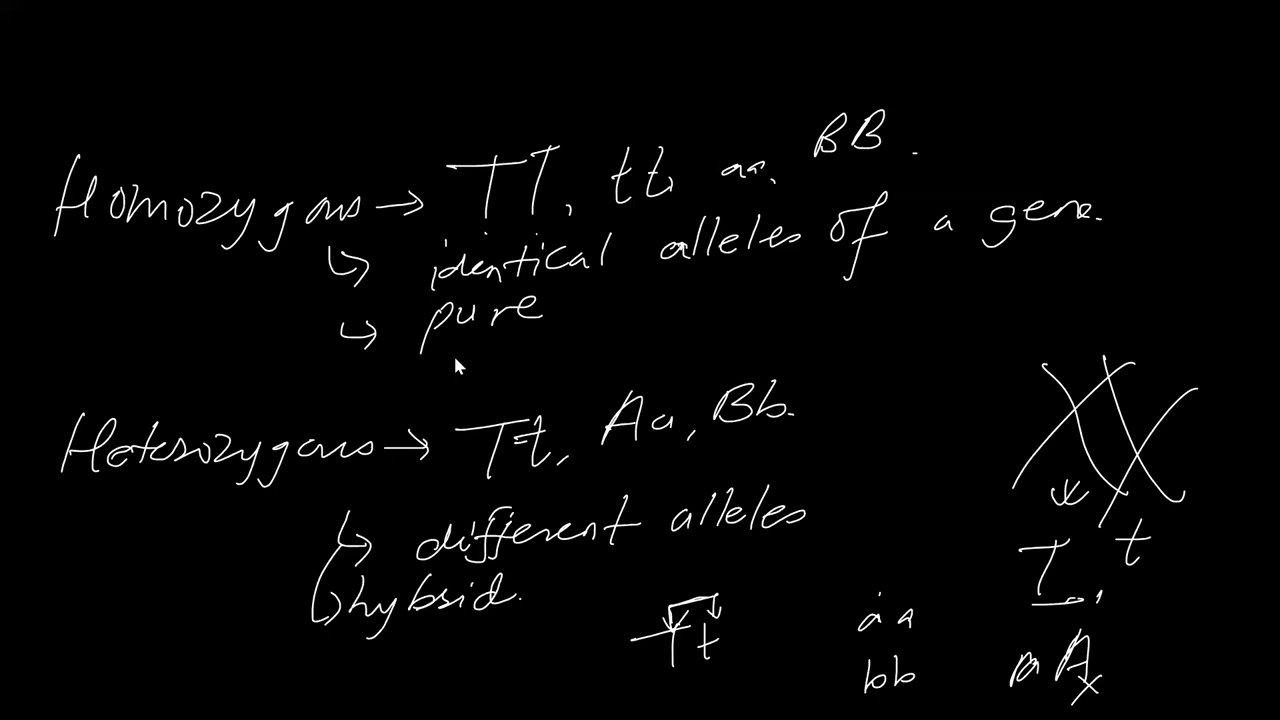 Homozygous → TT, tt, aa, BB.
↳ identical alleles of a gene.
↳ pure
Heterozygous → Tt, Aa, Bb.
↳ different alleles
↳ hybrid.
T t
Tt
aa
bb